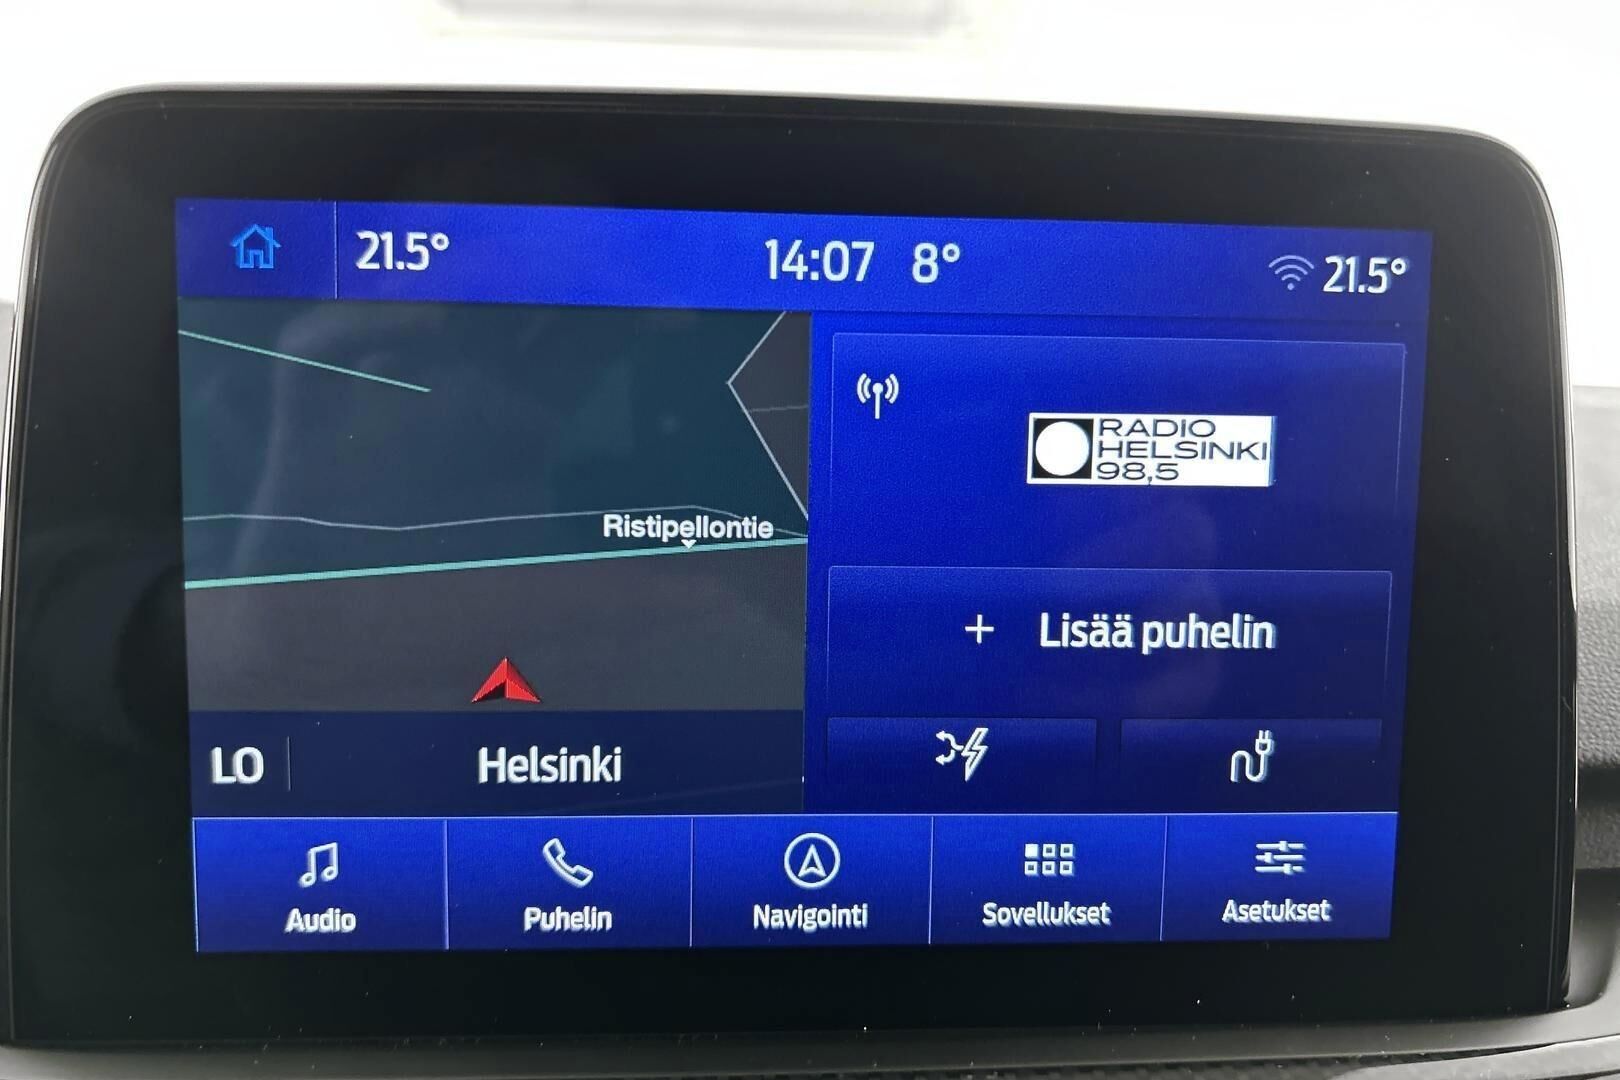 21.5°
14:07 8°
21.5°
RADIO
HELSINKI
98,5
Ristipellontie
+ Lisää puhelin
LO
Helsinki
Audio
Puhelin
Navigointi
Sovellukset
Asetukset